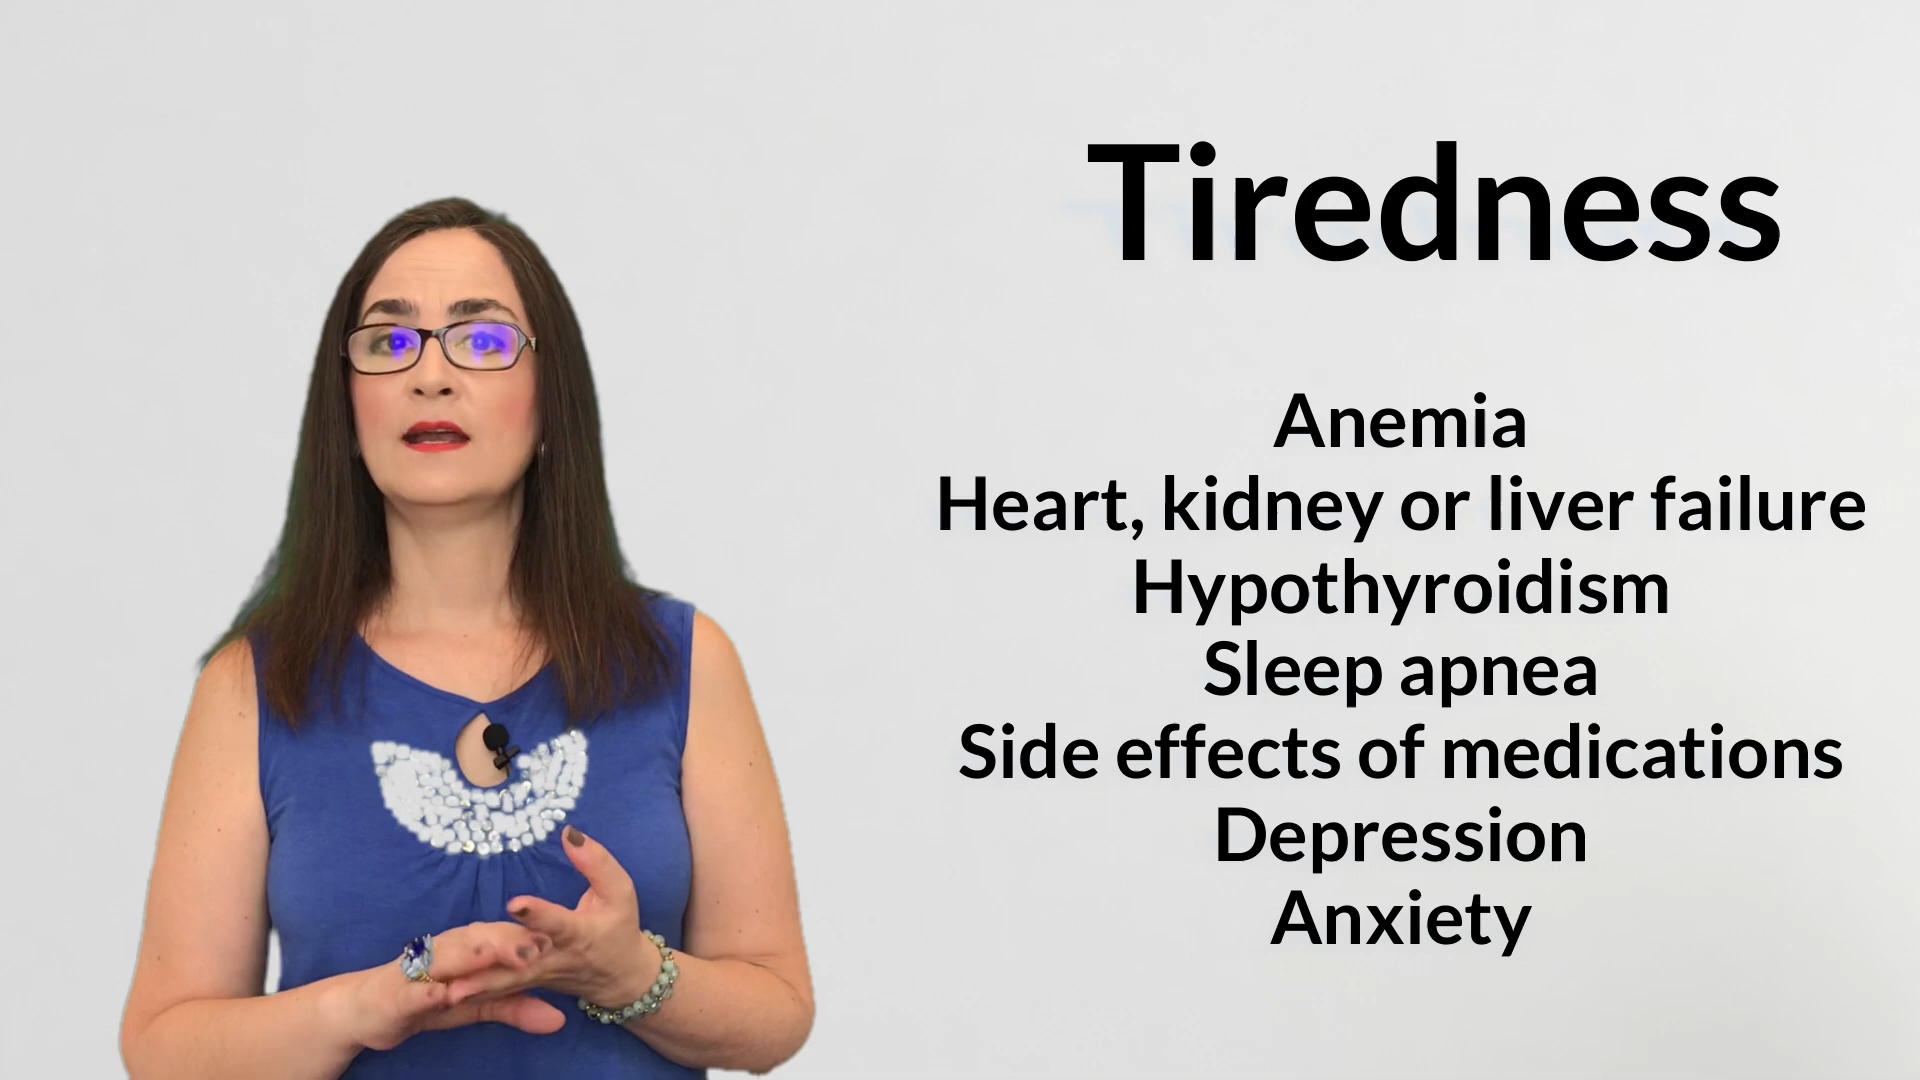 Tiredness
Anemia
Heart, kidney or liver failure
Hypothyroidism
Sleep apnea
Side effects of medications
Depression
Anxiety